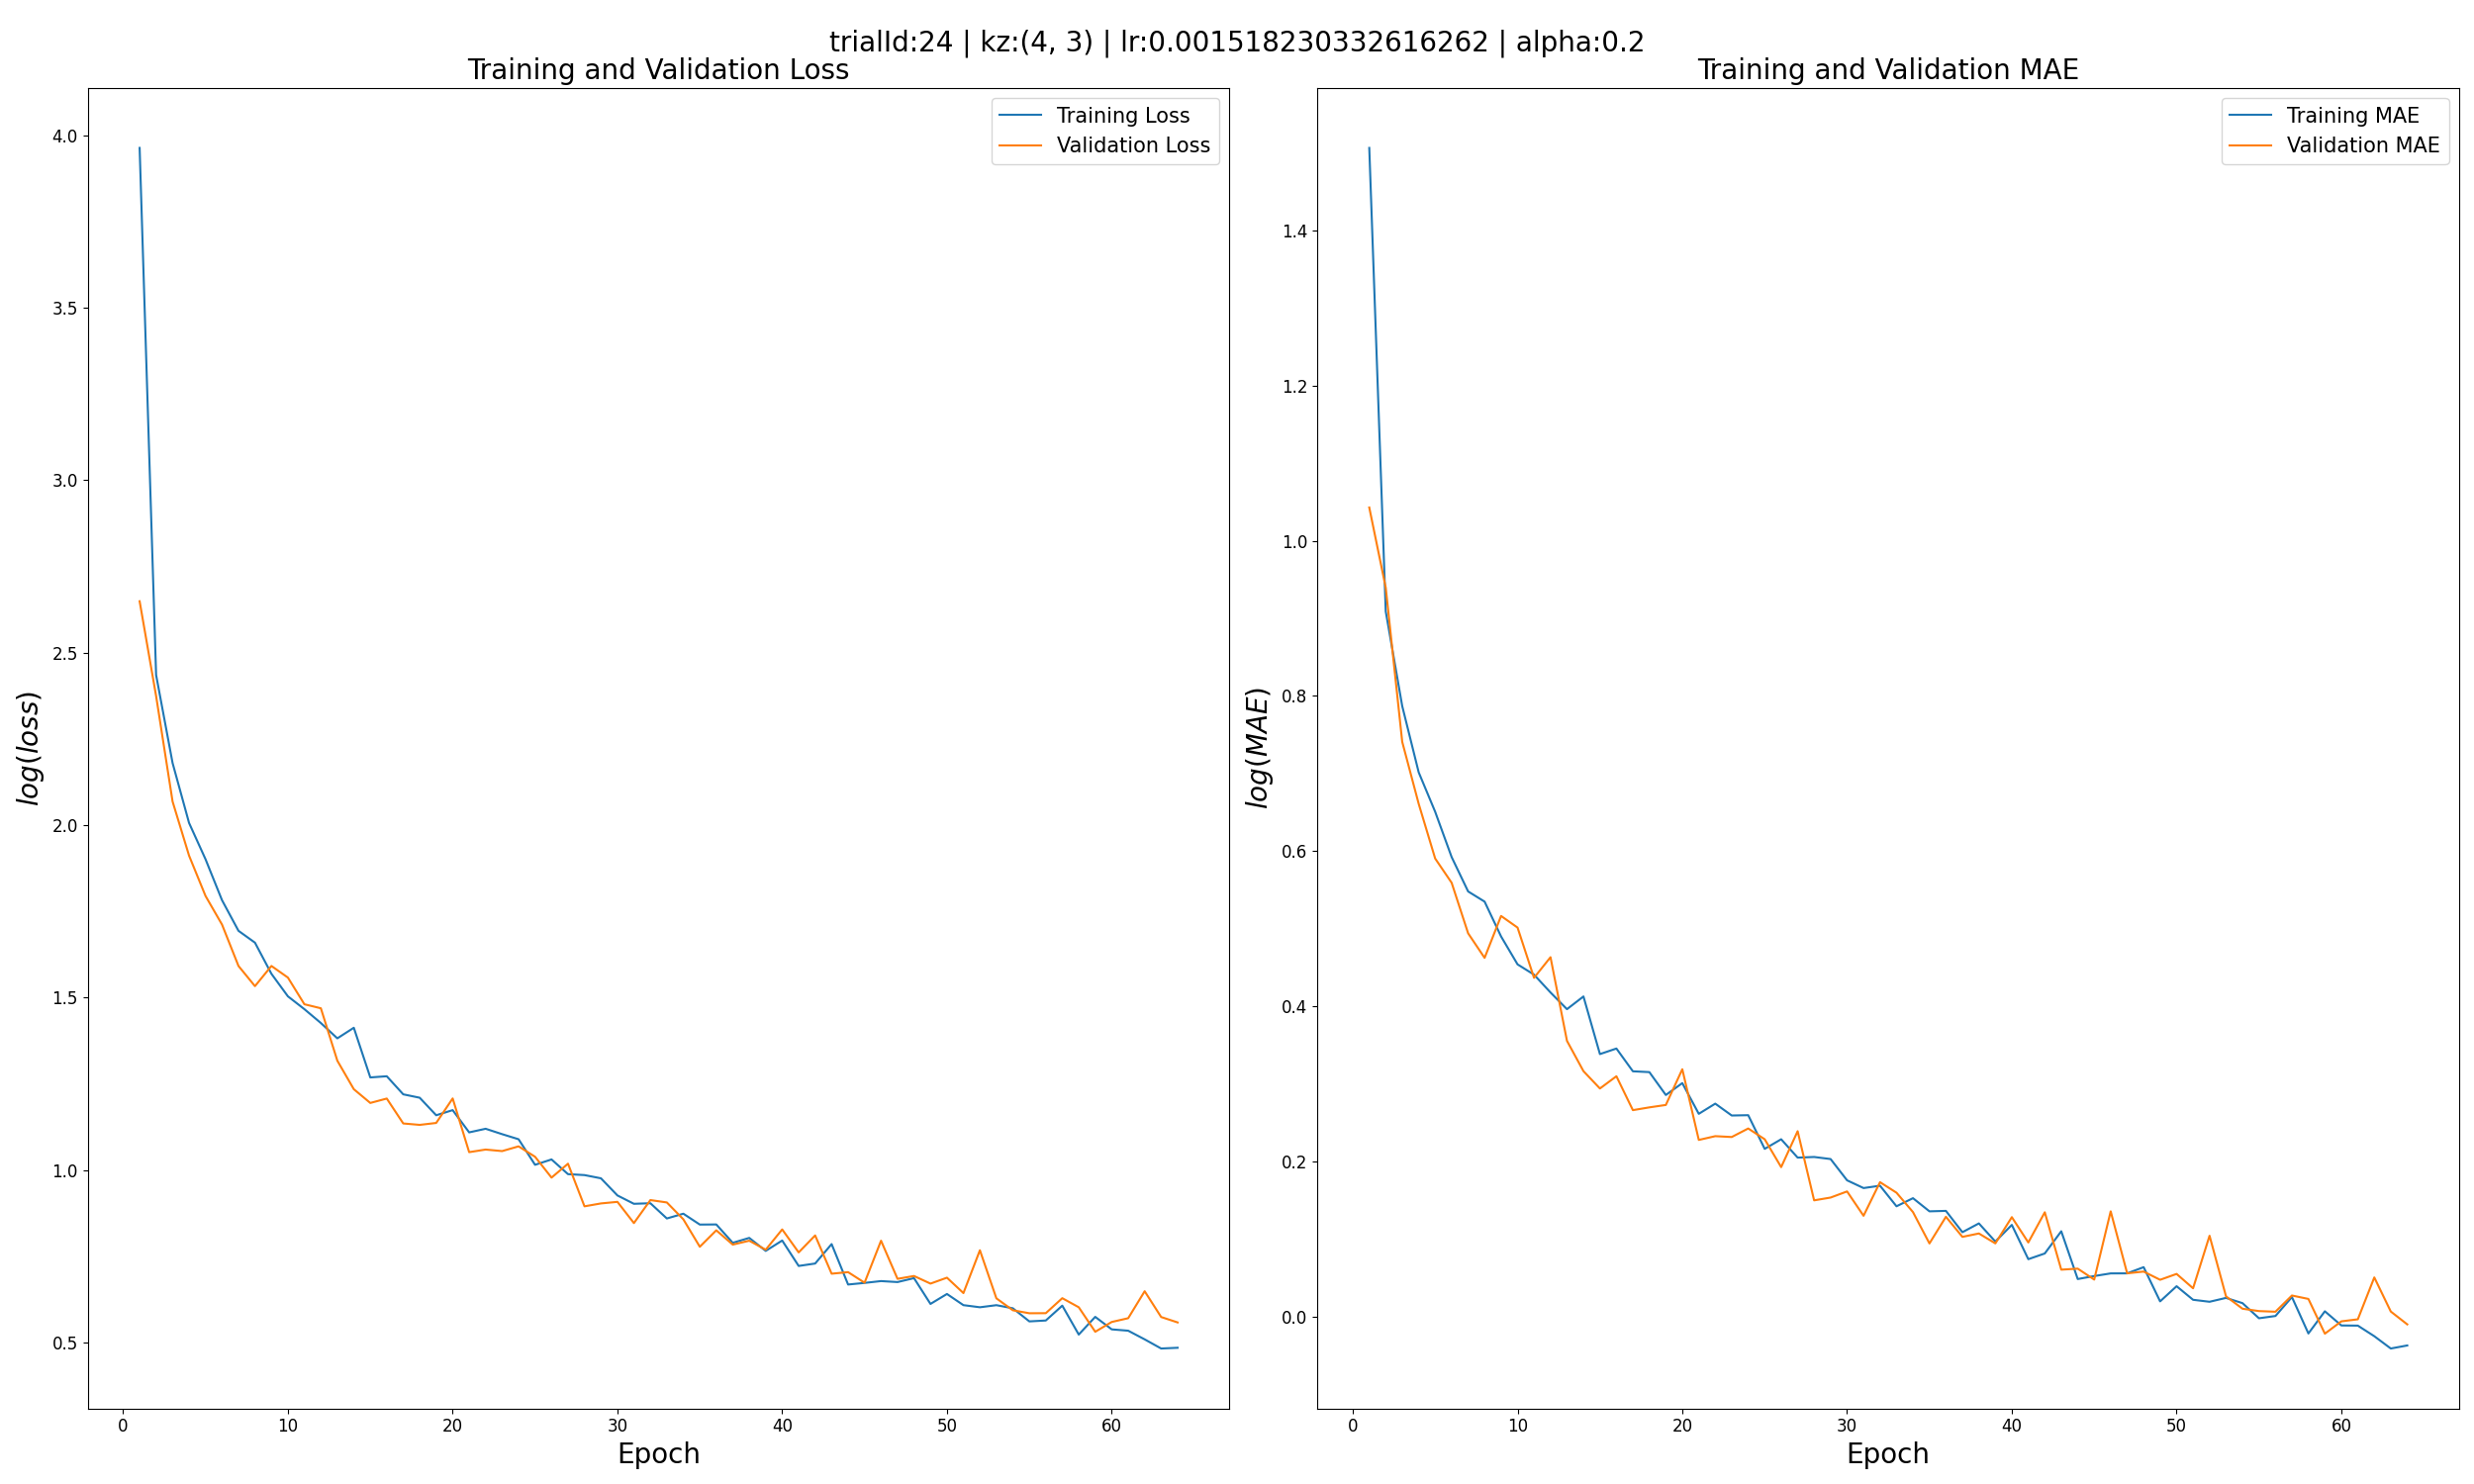 trialId:24 | kz:(4, 3) | lr:0.001518230332616262 | alpha:0.2
Training and Validation Loss
Training Loss
Validation Loss
4.0
3.5
3.0
2.5
2.0
1.5
1.0
0.5
log(loss)
0 10 20 30 40 50 60
Epoch
Training and Validation MAE
Training MAE
Validation MAE
1.4
1.2
1.0
0.8
0.6
0.4
0.2
0.0
log(MAE)
0 10 20 30 40 50 60
Epoch